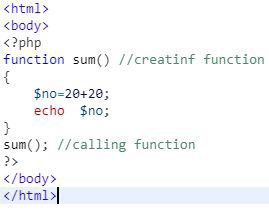 <html>
<body>
<?php
function sum() //creatinf function
{
    $no=20+20;
    echo  $no;
}
sum(); //calling function
?>
</body>
</html>